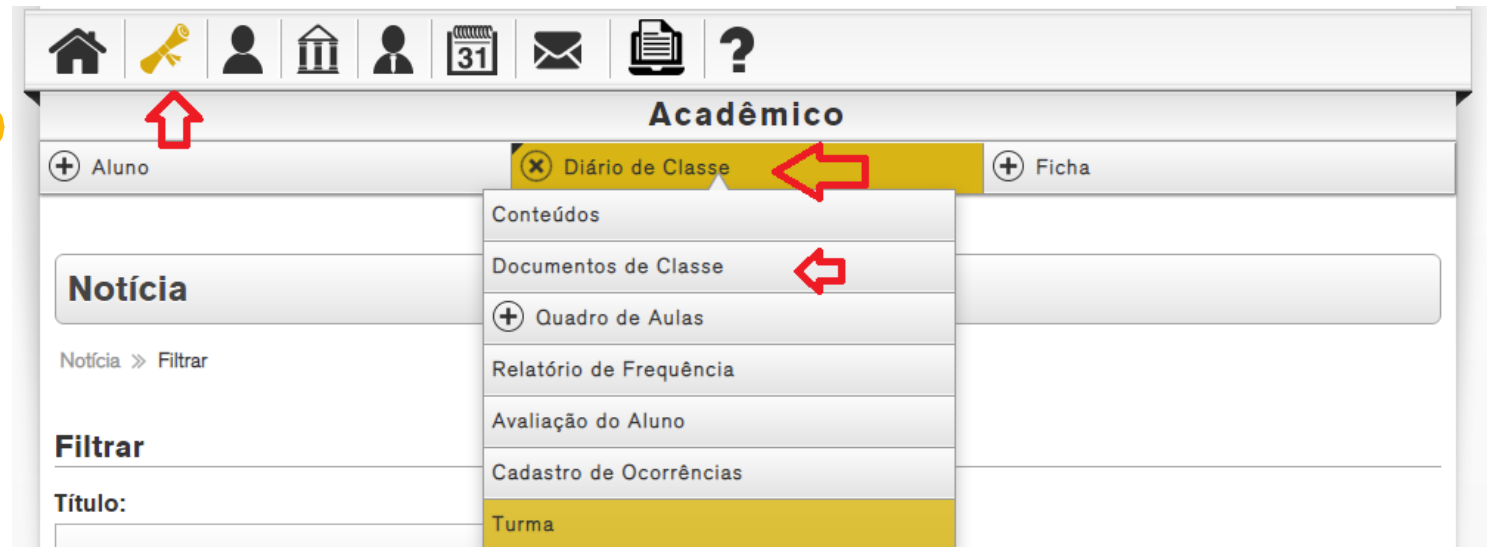 31
?
Acadêmico
Aluno
Diário de Classe
Ficha
Conteúdos
Documentos de Classe
Quadro de Aulas
Relatório de Frequência
Avaliação do Aluno
Cadastro de Ocorrências
Turma
Notícia
Notícia » Filtrar
Filtrar
Título: